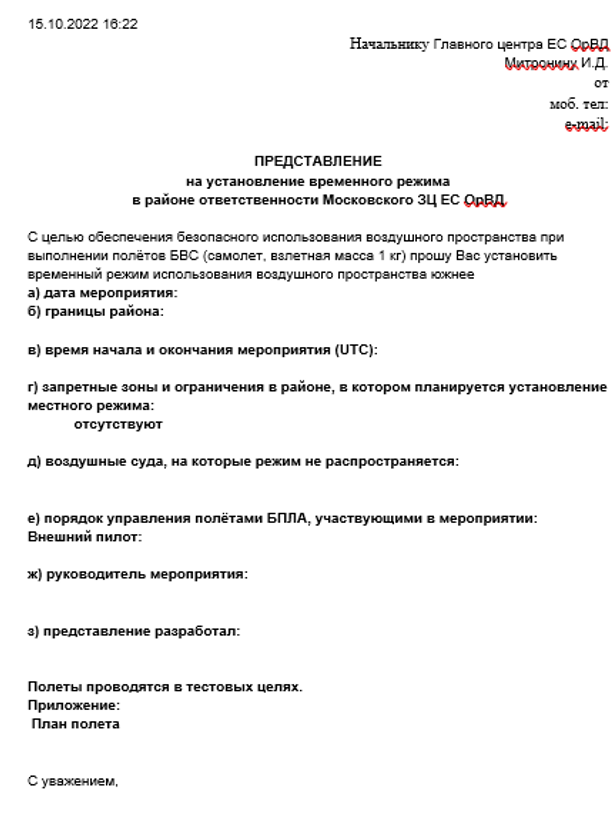 15.10.2022 16:22
Начальнику Главного центра ЕС ОрВД
Митронину И.Д.
от
моб. тел:
e-mail:
ПРЕДСТАВЛЕНИЕ
на установление временного режима
в районе ответственности Московского ЗЦ ЕС ОрВД
С целью обеспечения безопасного использования воздушного пространства при
выполнении полётов БВС (самолет, взлетная масса 1 кг) прошу Вас установить
временный режим использования воздушного пространства южнее
а) дата мероприятия:
б) границы района:
в) время начала и окончания мероприятия (UTC):
г) запретные зоны и ограничения в районе, в котором планируется установление
местного режима:
отсутствуют
д) воздушные суда, на которые режим не распространяется:
е) порядок управления полётами БПЛА, участвующими в мероприятии:
Внешний пилот:
ж) руководитель мероприятия:
з) представление разработал:
Полеты проводятся в тестовых целях.
Приложение:
План полета
С уважением,